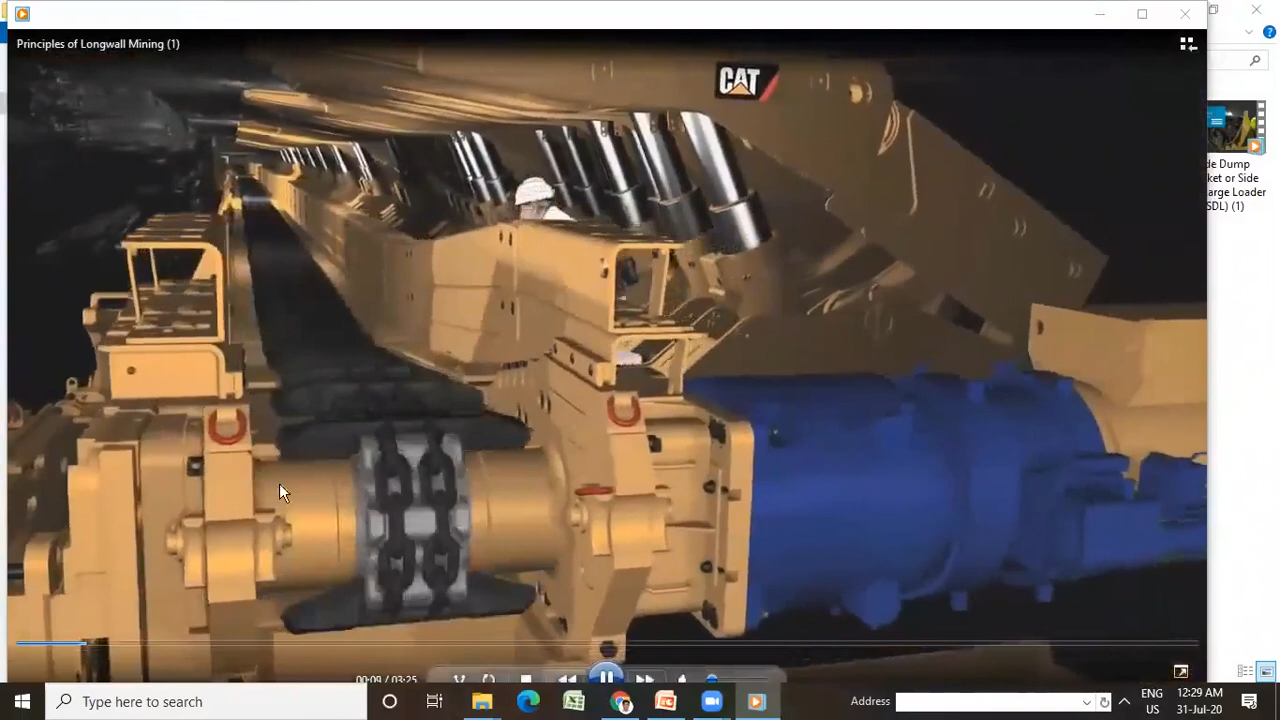 Principles of Longwall Mining (1)
CAT
de Dump
ket or Side
arge Loader
SDL) (1)
00:09 / 03:25
Type here to search
Address
ENG
US
12:29 AM
31-Jul-20